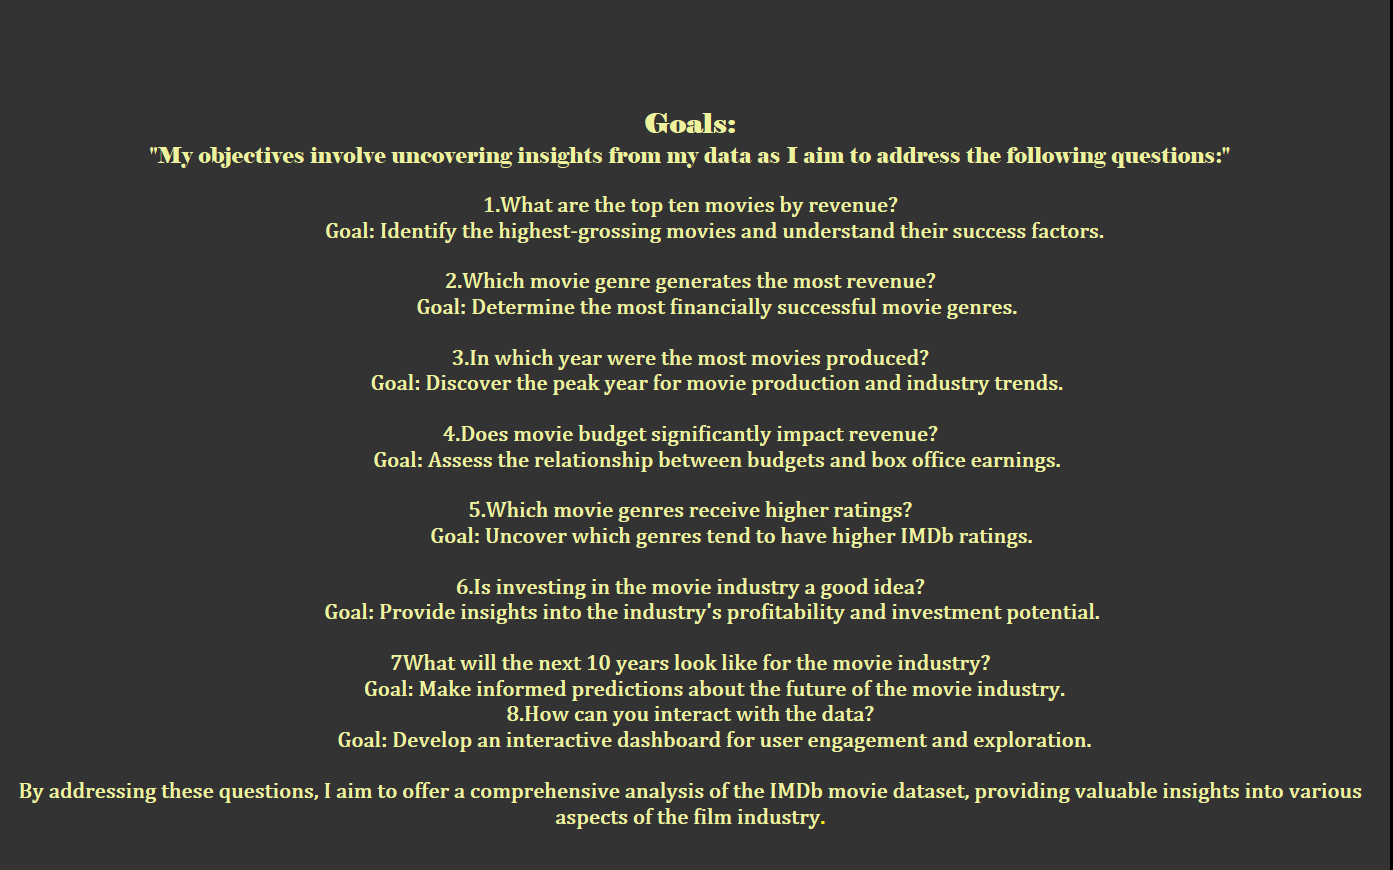 Goals:
"My objectives involve uncovering insights from my data as I aim to address the following questions:"
1.What are the top ten movies by revenue?
Goal: Identify the highest-grossing movies and understand their success factors.
2.Which movie genre generates the most revenue?
Goal: Determine the most financially successful movie genres.
3.In which year were the most movies produced?
Goal: Discover the peak year for movie production and industry trends.
4.Does movie budget significantly impact revenue?
Goal: Assess the relationship between budgets and box office earnings.
5.Which movie genres receive higher ratings?
Goal: Uncover which genres tend to have higher IMDb ratings.
6.Is investing in the movie industry a good idea?
Goal: Provide insights into the industry's profitability and investment potential.
7What will the next 10 years look like for the movie industry?
Goal: Make informed predictions about the future of the movie industry.
8.How can you interact with the data?
Goal: Develop an interactive dashboard for user engagement and exploration.
By addressing these questions, I aim to offer a comprehensive analysis of the IMDb movie dataset, providing valuable insights into various
aspects of the film industry.